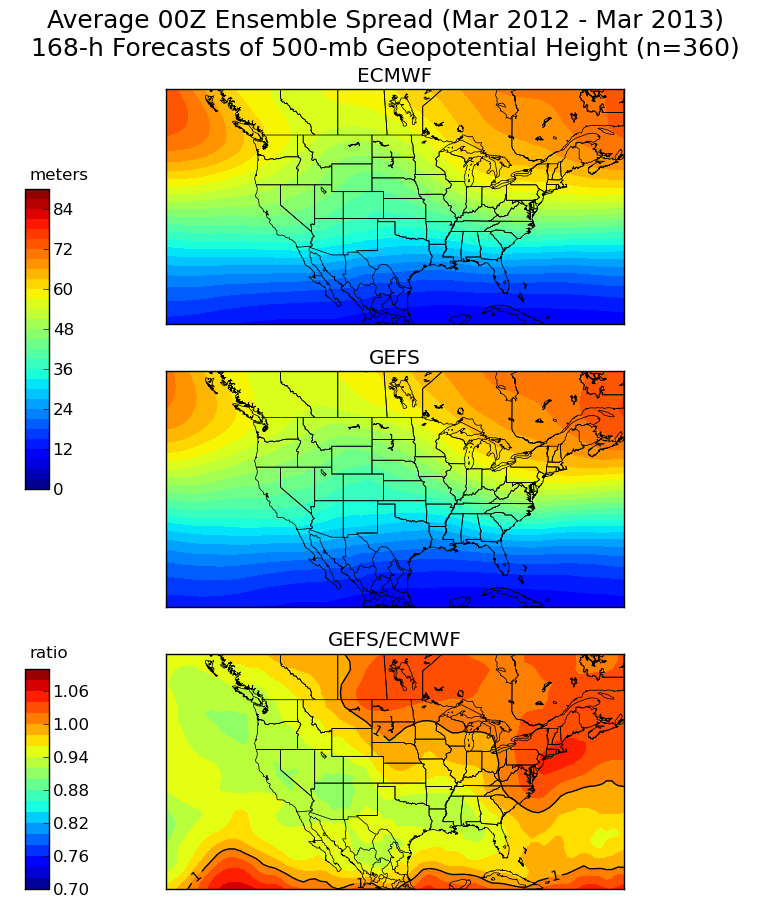 Average 00Z Ensemble Spread (Mar 2012 - Mar 2013)
168-h Forecasts of 500-mb Geopotential Height (n=360)
ECMWF
meters
84
72
60
48
36
24
12
0
GEFS
GEFS/ECMWF
ratio
1.06
1.00
0.94
0.88
0.82
0.76
0.70
1
1
1
1